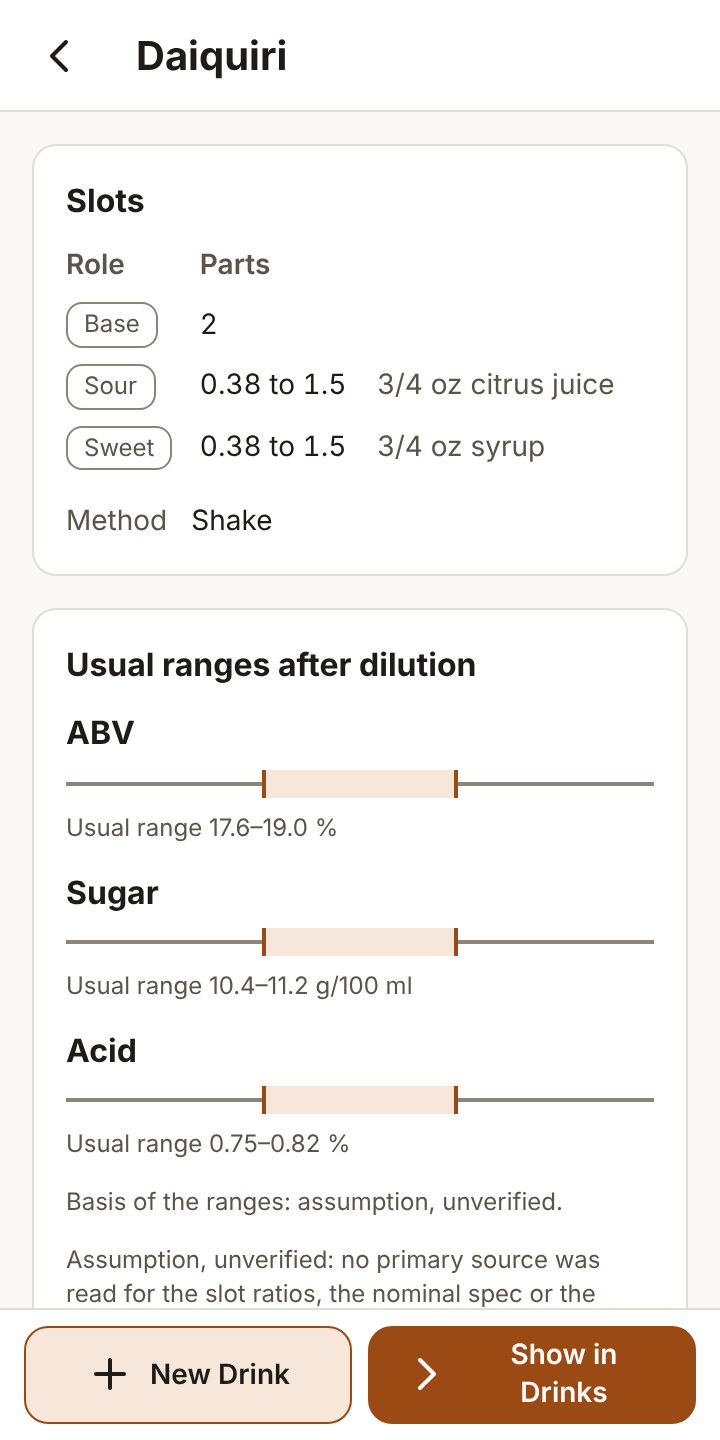 Daiquiri
Slots
Role Parts
Base 2
Sour 0.38 to 1.5 3/4 oz citrus juice
Sweet 0.38 to 1.5 3/4 oz syrup
Method Shake
Usual ranges after dilution
ABV
Usual range 17.6–19.0 %
Sugar
Usual range 10.4–11.2 g/100 ml
Acid
Usual range 0.75–0.82 %
Basis of the ranges: assumption, unverified.
Assumption, unverified: no primary source was
read for the slot ratios, the nominal spec or the
New Drink
Show in
Drinks